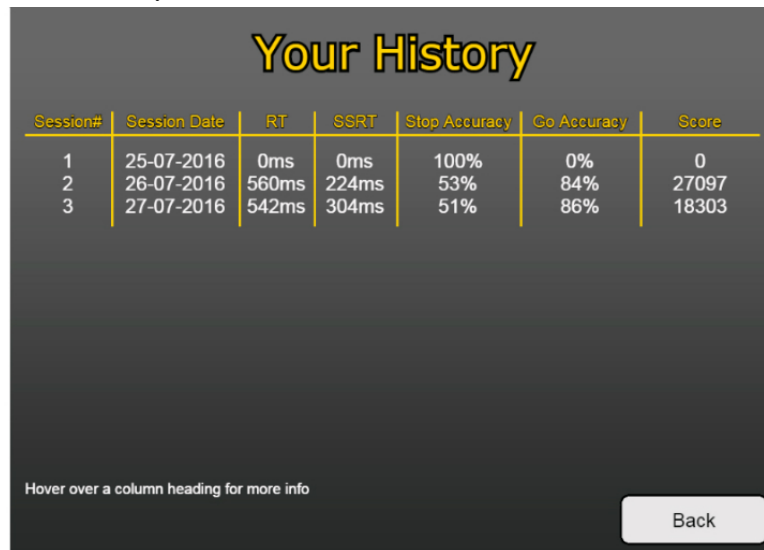 Your History
Session# Session Date RT SSRT Stop Accuracy Go Accuracy Score
1 25-07-2016 0ms 0ms 100% 0% 0
2 26-07-2016 560ms 224ms 53% 84% 27097
3 27-07-2016 542ms 304ms 51% 86% 18303
Hover over a column heading for more info
Back